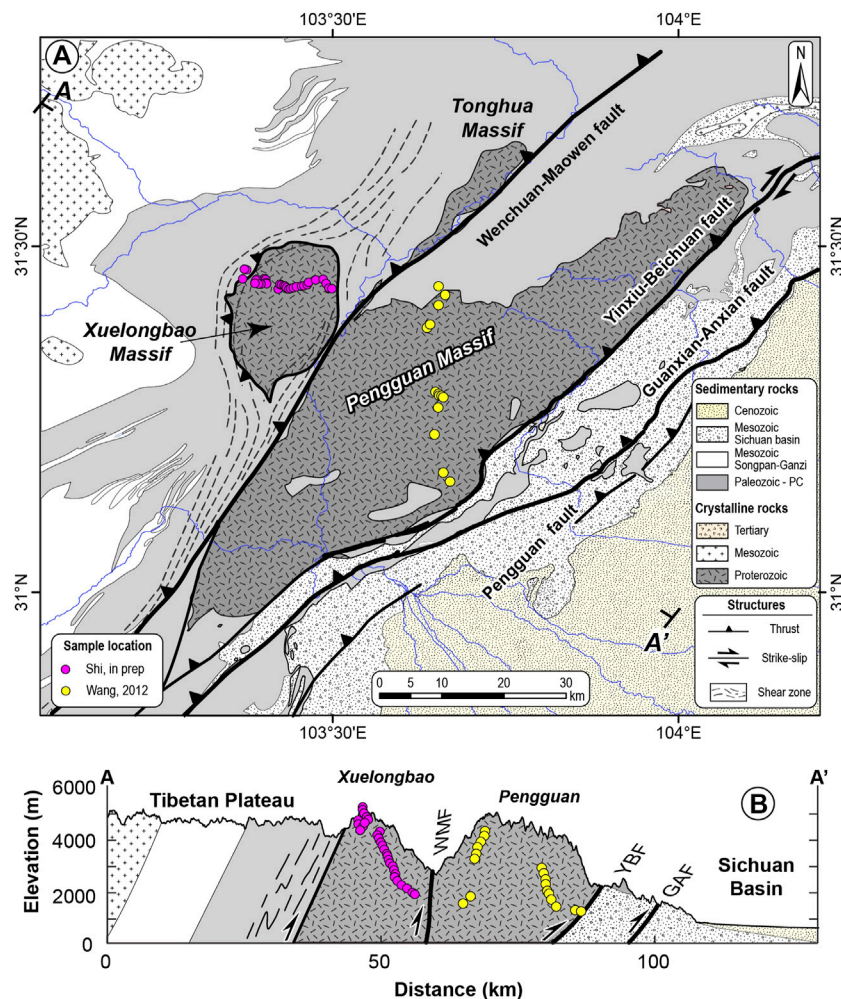 103°30'E
104°E
A
A
N
Tonghua
Massif
Wenchuan-Maowen fault
31°30'N
31°30'N
Yinxiu-Beichuan fault
Guanxian-Anxian fault
Xuelongbao
Massif
Pengguan Massif
Pengguan fault
Sedimentary rocks
Cenozoic
Mesozoic
Sichuan basin
Mesozoic
Songpan-Ganzi
Paleozoic - PC
Crystalline rocks
Tertiary
Mesozoic
Proterozoic
31°N
31°N
A'
Structures
Thrust
Strike-slip
Shear zone
Sample location
Shi, in prep
Wang, 2012
0 5 10 20 30
km
103°30'E
104°E
A
Xuelongbao
Pengguan
A'
B
6000
4000
2000
0
Elevation (m)
Tibetan Plateau
WMF
YBF
GAF
Sichuan
Basin
0
50
100
Distance (km)